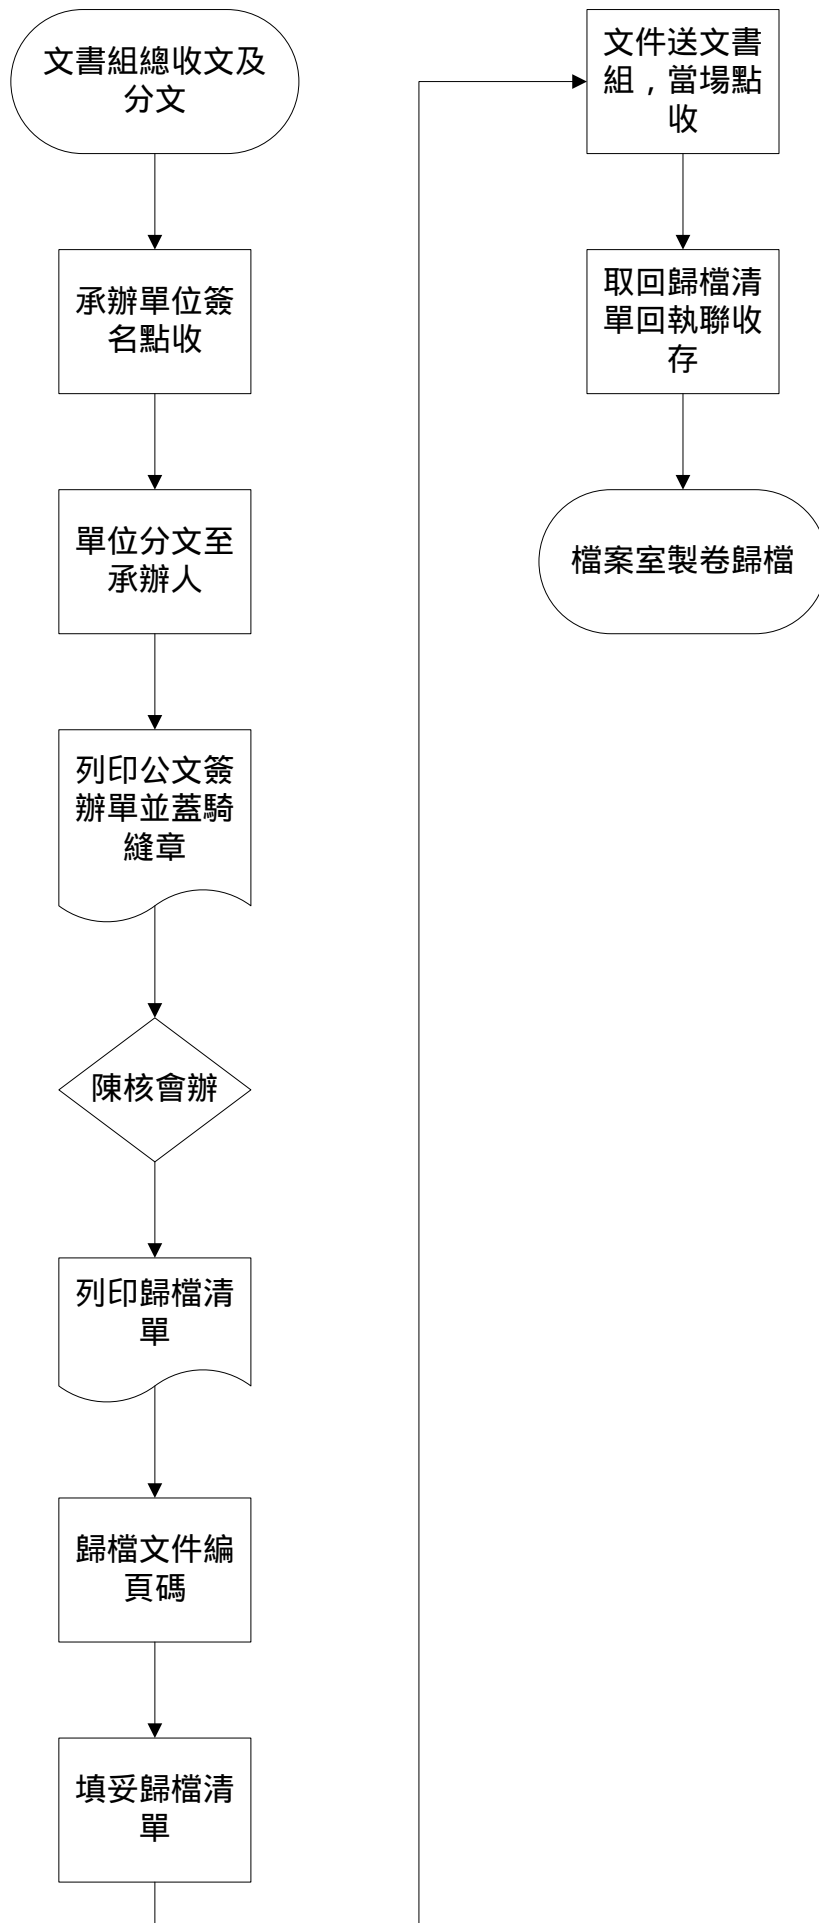 文書組總收文及
分文
承辦單位簽
名點收
單位分文至
承辦人
列印公文簽
辦單並蓋騎
縫章
陳核會辦
列印歸檔清
單
歸檔文件編
頁碼
填妥歸檔清
單
文件送文書
組，當場點
收
取回歸檔清
單回執聯收
存
檔案室製卷歸檔